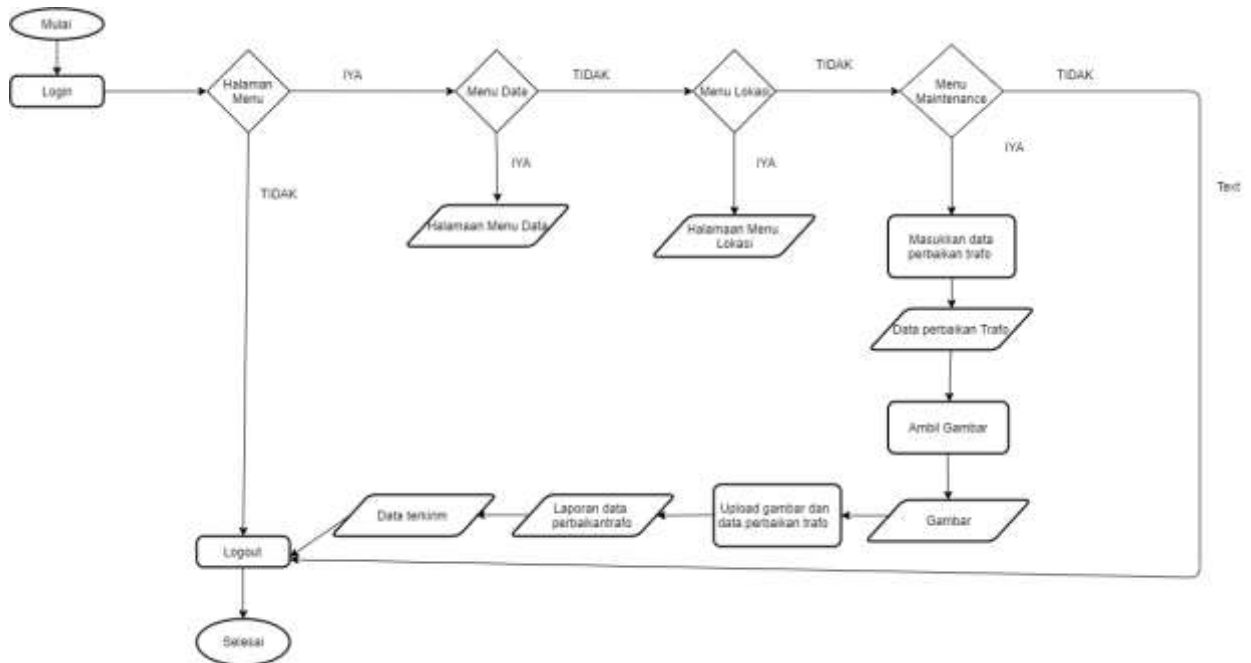 Mulai
Login
Halaman
Menu
IYA
Menu Data
TIDAK
Menu Lokasi
TIDAK
Menu
Maintenance
TIDAK
IYA
IYA
IYA
TIDAK
Text
Halamaan Menu Data
Halamaan Menu
Lokasi
Masukkan data
perbaikan trafo
Data perbaikan Trafo
Ambil Gambar
Gambar
Upload gambar dan
data perbaikan trafo
Laporan data
perbaikantrafo
Data terkirim
Logout
Selesai